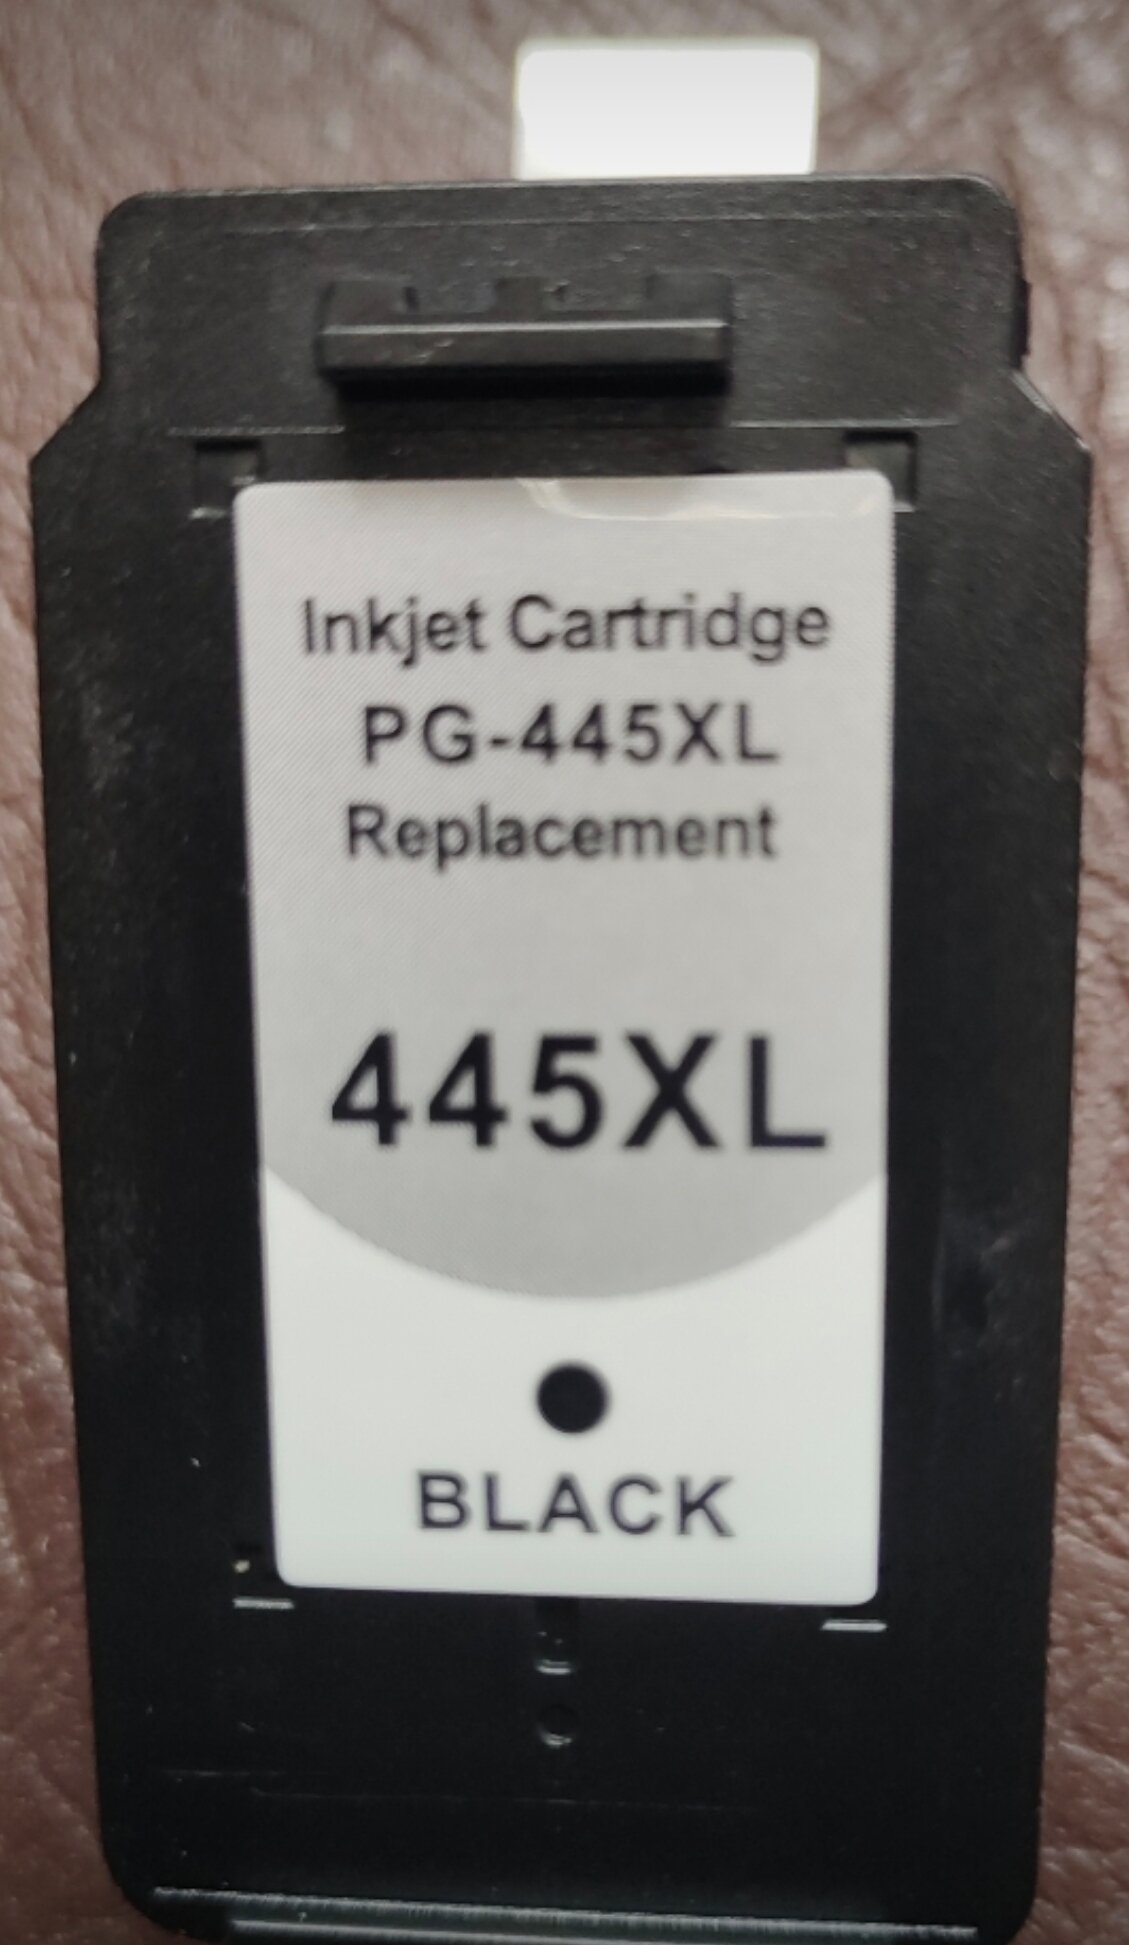 Inkjet Cartridge
PG-445XL
Replacement
445XL
BLACK